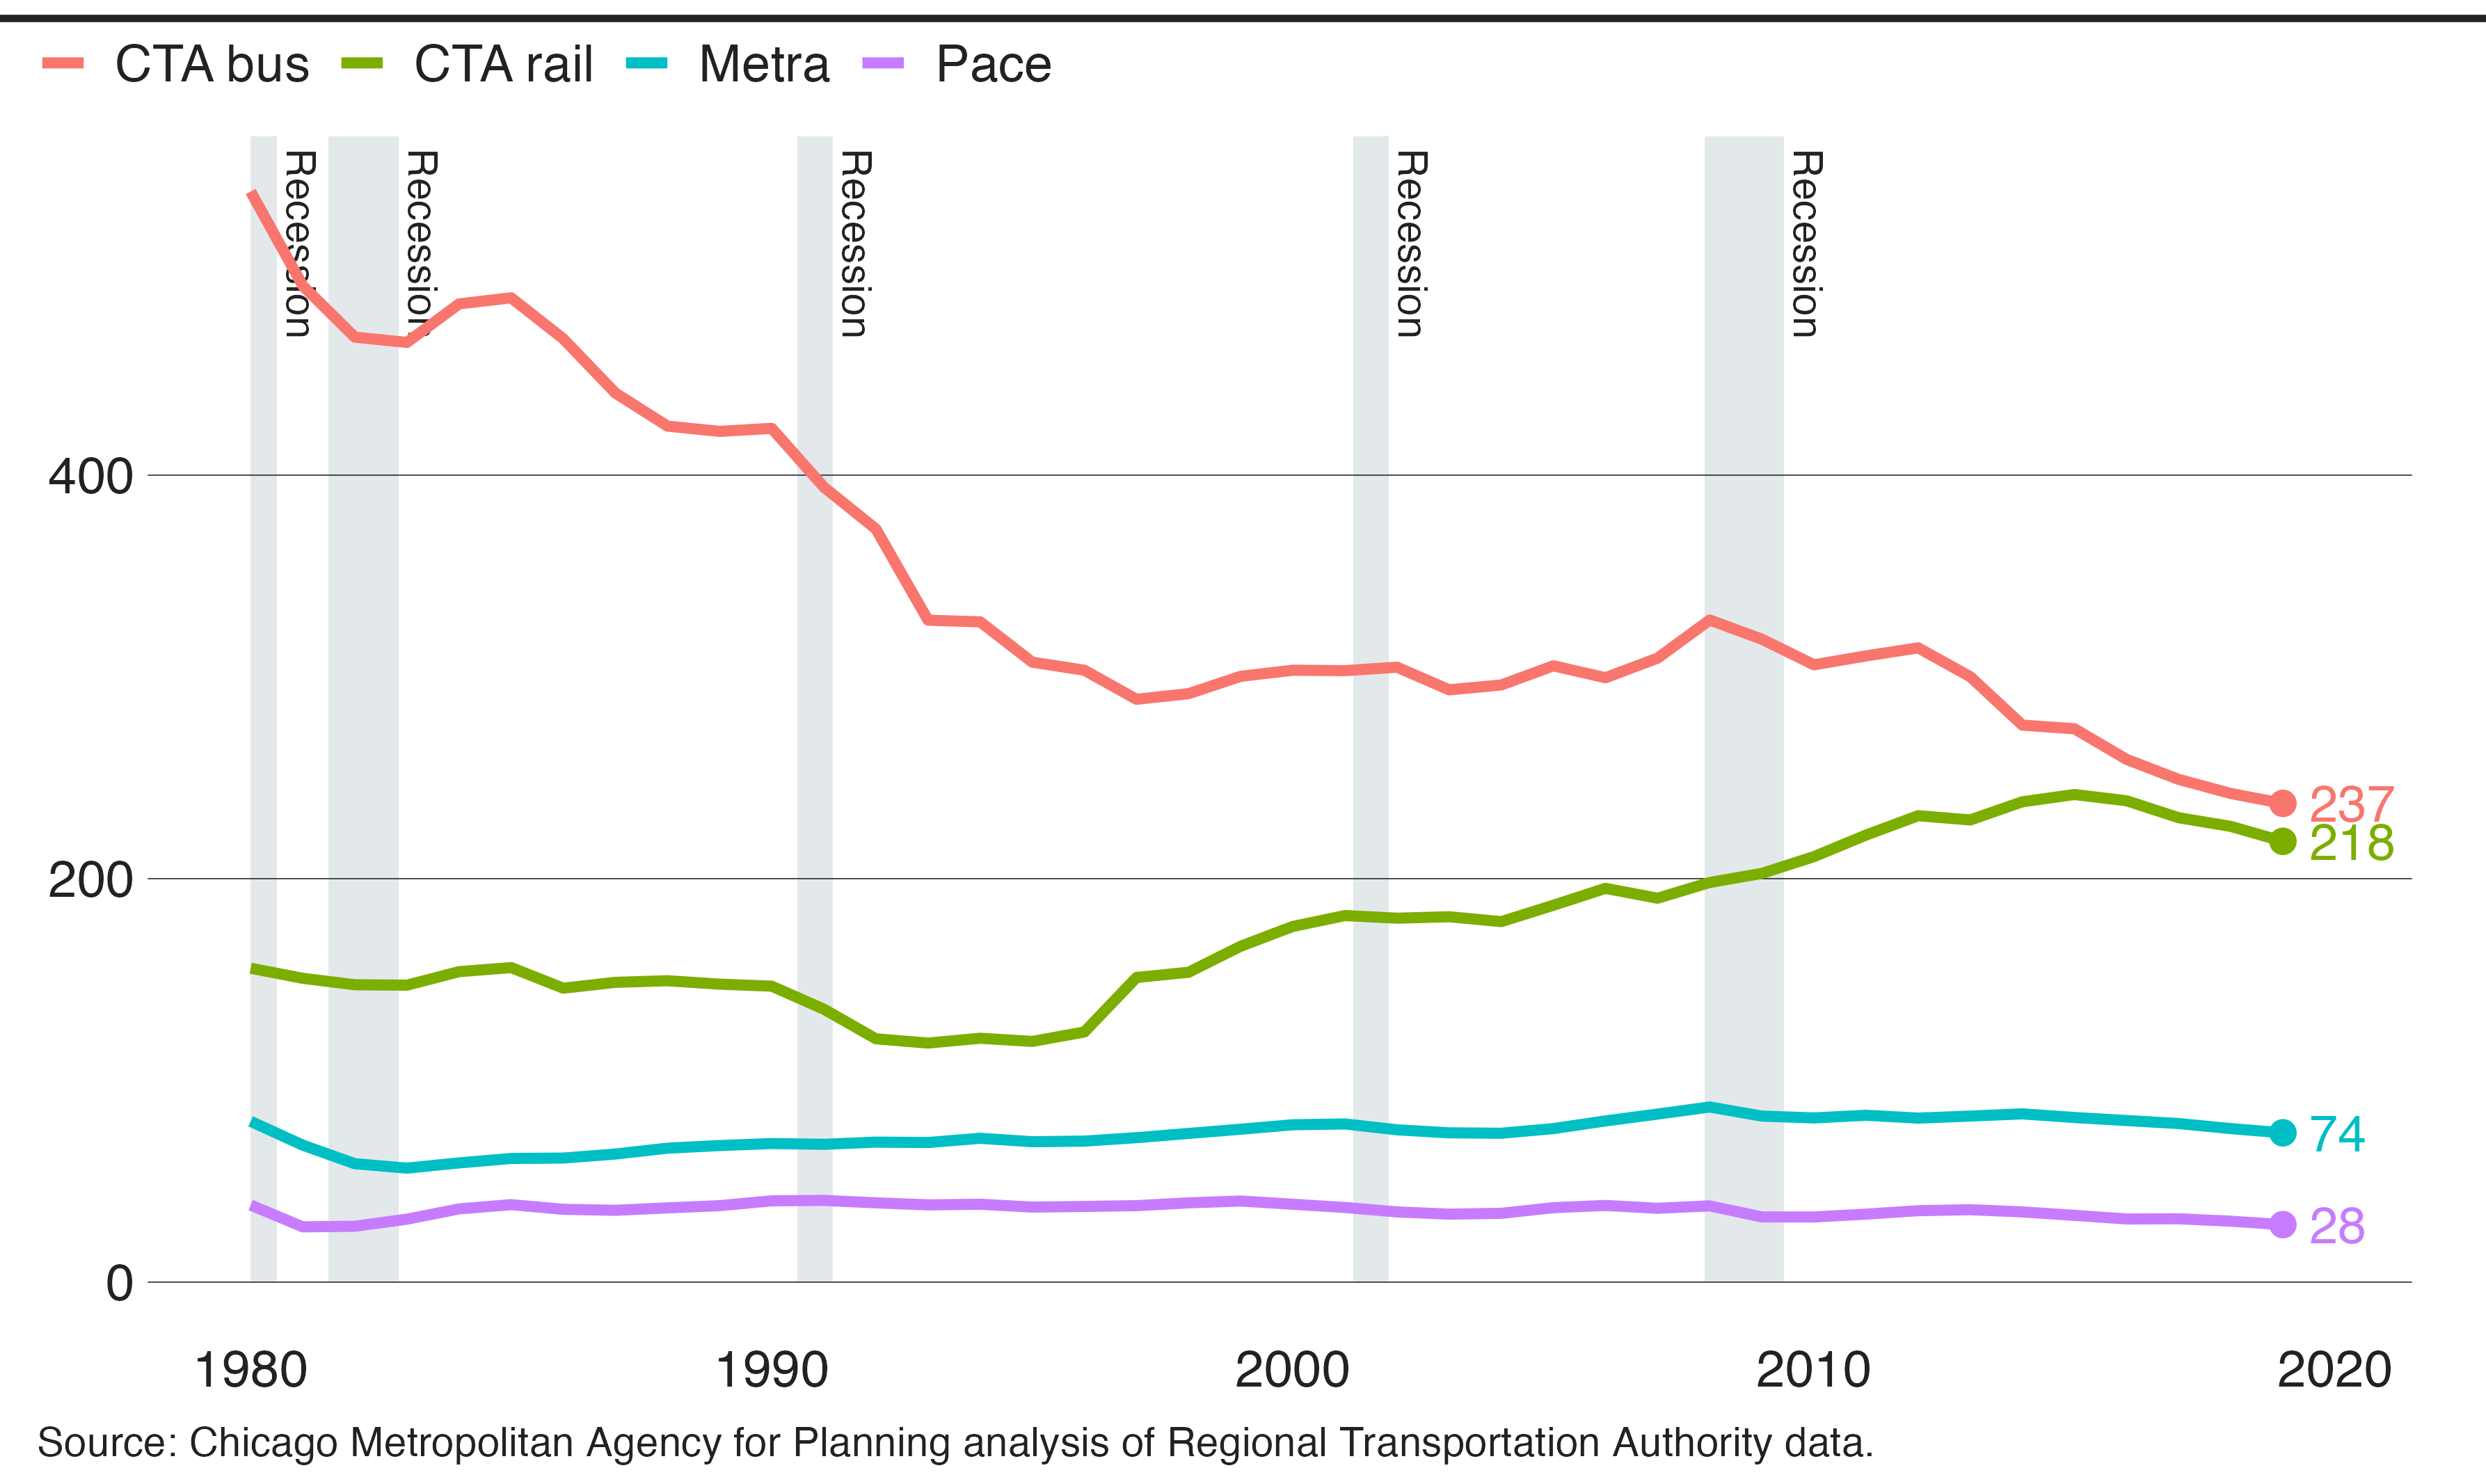 CTA bus CTA rail Metra Pace
Recession Recession Recession Recession Recession
400
200
0
237
218
74
28
1980 1990 2000 2010 2020
Source: Chicago Metropolitan Agency for Planning analysis of Regional Transportation Authority data.